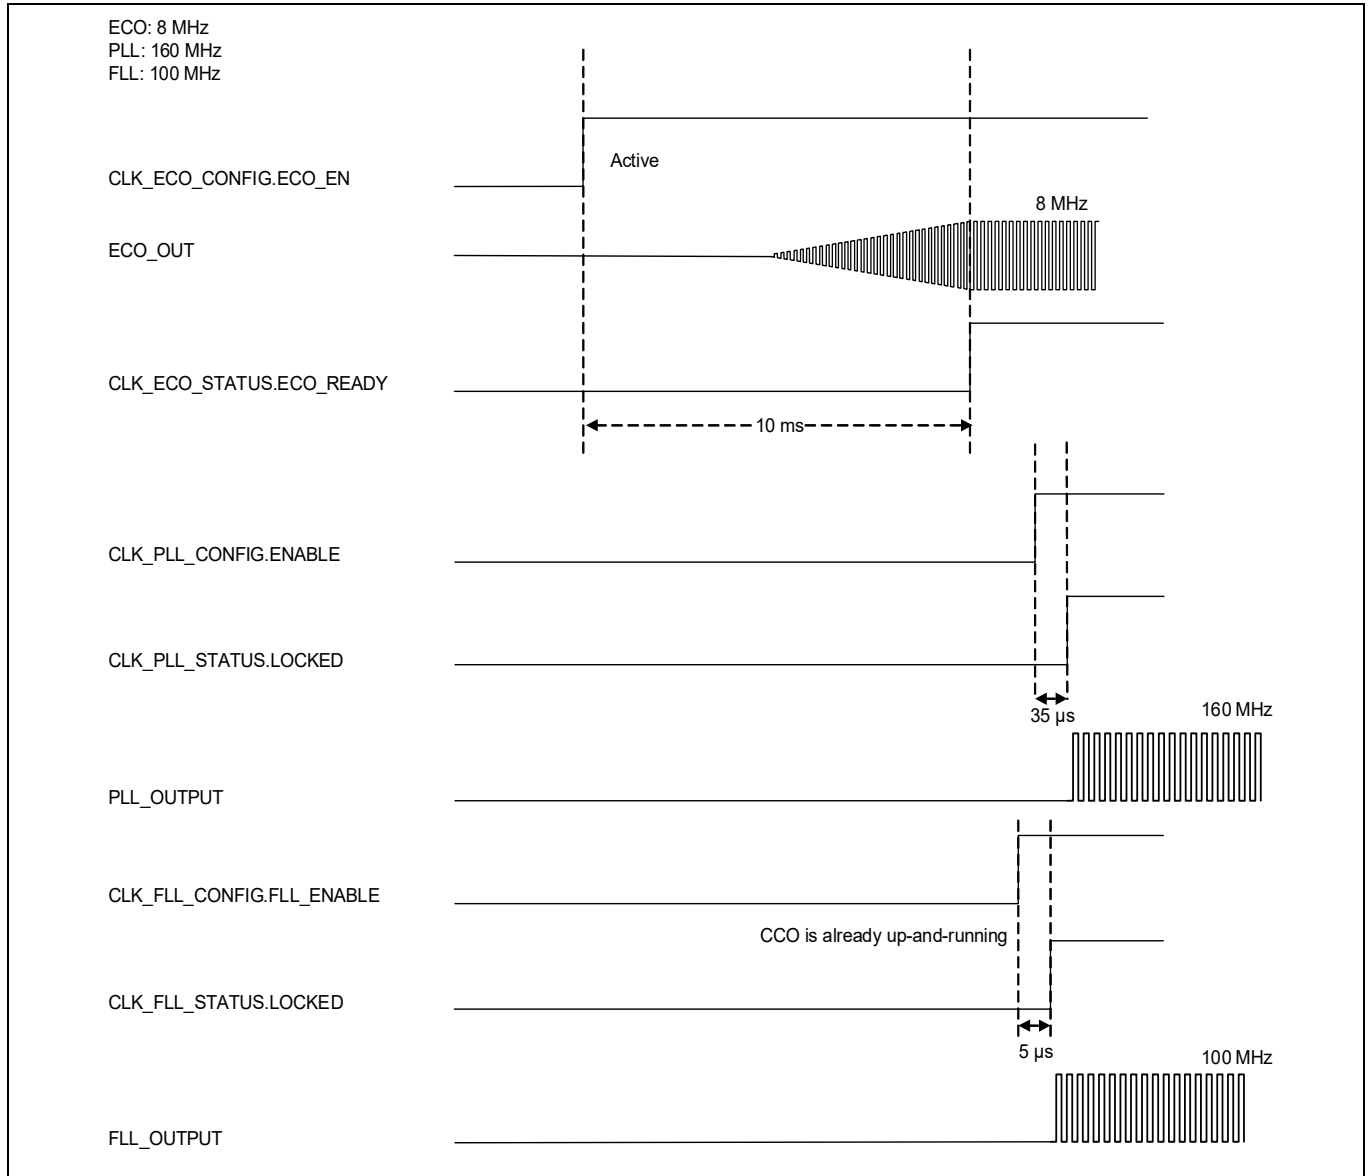 ECO: 8 MHz
PLL: 160 MHz
FLL: 100 MHz
Active
CLK_ECO_CONFIG.ECO_EN
8 MHz
ECO_OUT
CLK_ECO_STATUS.ECO_READY
10 ms
CLK_PLL_CONFIG.ENABLE
CLK_PLL_STATUS.LOCKED
35 µs
160 MHz
PLL_OUTPUT
CLK_FLL_CONFIG.FLL_ENABLE
CCO is already up-and-running
CLK_FLL_STATUS.LOCKED
5 µs
100 MHz
FLL_OUTPUT